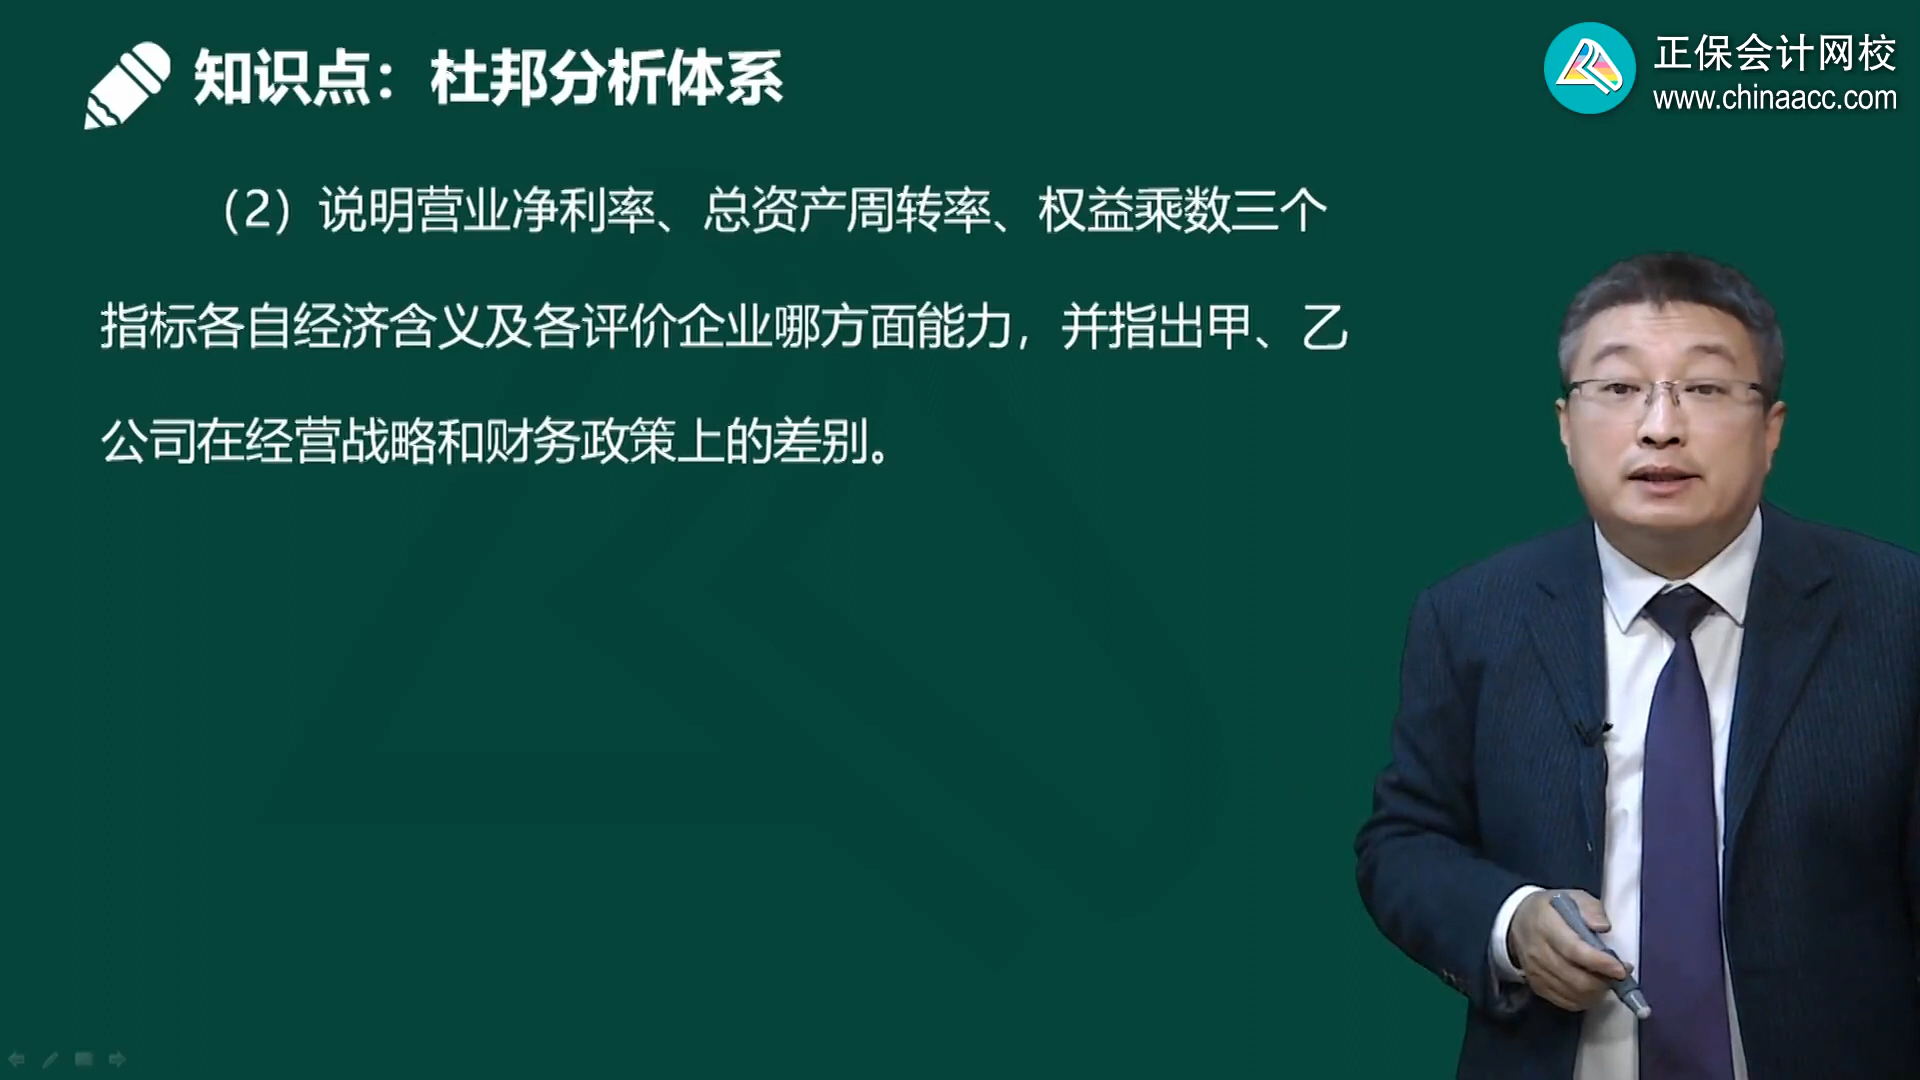 知识点：杜邦分析体系
正保会计网校
www.chinaacc.com
（2）说明营业净利率、总资产周转率、权益乘数三个
指标各自经济含义及各评价企业哪方面能力，并指出甲、乙
公司在经营战略和财务政策上的差别。